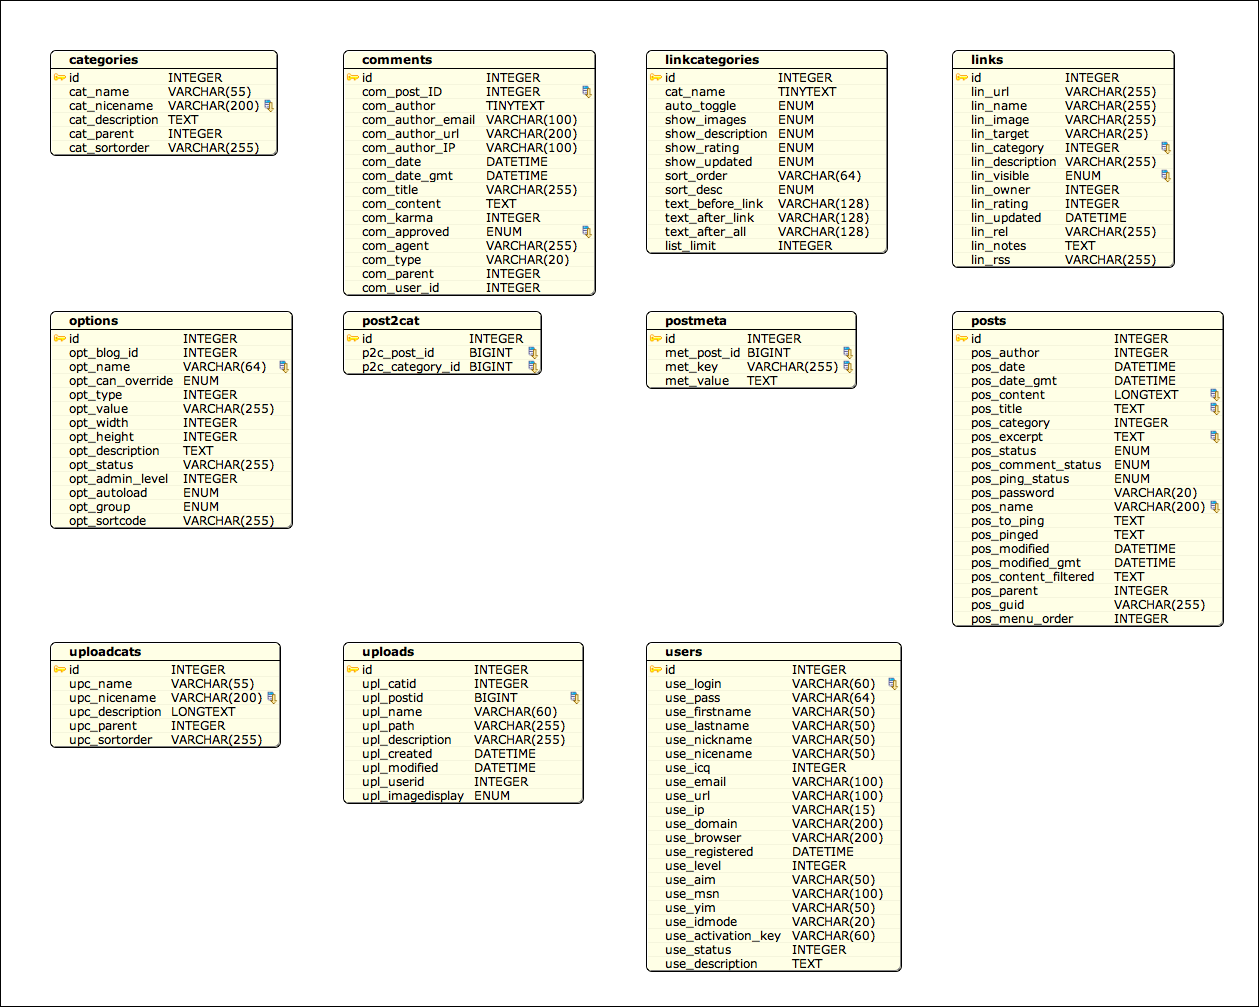 categories
id INTEGER
cat_name VARCHAR(55)
cat_nicename VARCHAR(200)
cat_description TEXT
cat_parent INTEGER
cat_sortorder VARCHAR(255)
comments
id INTEGER
com_post_ID INTEGER
com_author TINYTEXT
com_author_email VARCHAR(100)
com_author_url VARCHAR(200)
com_author_IP VARCHAR(100)
com_date DATETIME
com_date_gmt DATETIME
com_title VARCHAR(255)
com_content TEXT
com_karma INTEGER
com_approved ENUM
com_agent VARCHAR(255)
com_type VARCHAR(20)
com_parent INTEGER
com_user_id INTEGER
linkcategories
id INTEGER
cat_name TINYTEXT
auto_toggle ENUM
show_images ENUM
show_description ENUM
show_rating ENUM
show_updated ENUM
sort_order VARCHAR(64)
sort_desc ENUM
text_before_link VARCHAR(128)
text_after_link VARCHAR(128)
text_after_all VARCHAR(128)
list_limit INTEGER
links
id INTEGER
lin_url VARCHAR(255)
lin_name VARCHAR(255)
lin_image VARCHAR(255)
lin_target VARCHAR(25)
lin_category INTEGER
lin_description VARCHAR(255)
lin_visible ENUM
lin_owner INTEGER
lin_rating INTEGER
lin_updated DATETIME
lin_rel VARCHAR(255)
lin_notes TEXT
lin_rss VARCHAR(255)
options
id INTEGER
opt_blog_id INTEGER
opt_name VARCHAR(64)
opt_can_override ENUM
opt_type INTEGER
opt_value VARCHAR(255)
opt_width INTEGER
opt_height INTEGER
opt_description TEXT
opt_status VARCHAR(255)
opt_admin_level INTEGER
opt_autoload ENUM
opt_group ENUM
opt_sortcode VARCHAR(255)
post2cat
id INTEGER
p2c_post_id BIGINT
p2c_category_id BIGINT
postmeta
id INTEGER
met_post_id BIGINT
met_key VARCHAR(255)
met_value TEXT
posts
id INTEGER
pos_author INTEGER
pos_date DATETIME
pos_date_gmt DATETIME
pos_content LONGTEXT
pos_title TEXT
pos_category INTEGER
pos_excerpt TEXT
pos_status ENUM
pos_comment_status ENUM
pos_ping_status ENUM
pos_password VARCHAR(20)
pos_name VARCHAR(200)
pos_to_ping TEXT
pos_pinged TEXT
pos_modified DATETIME
pos_modified_gmt DATETIME
pos_content_filtered TEXT
pos_parent INTEGER
pos_guid VARCHAR(255)
pos_menu_order INTEGER
uploadcats
id INTEGER
upc_name VARCHAR(55)
upc_nicename VARCHAR(200)
upc_description LONGTEXT
upc_parent INTEGER
upc_sortorder VARCHAR(255)
uploads
id INTEGER
upl_catid INTEGER
upl_postid BIGINT
upl_name VARCHAR(60)
upl_path VARCHAR(255)
upl_description VARCHAR(255)
upl_created DATETIME
upl_modified DATETIME
upl_userid INTEGER
upl_imagedisplay ENUM
users
id INTEGER
use_login VARCHAR(60)
use_pass VARCHAR(64)
use_firstname VARCHAR(50)
use_lastname VARCHAR(50)
use_nickname VARCHAR(50)
use_nicename VARCHAR(50)
use_icq INTEGER
use_email VARCHAR(100)
use_url VARCHAR(100)
use_ip VARCHAR(15)
use_domain VARCHAR(200)
use_browser VARCHAR(200)
use_registered DATETIME
use_level INTEGER
use_aim VARCHAR(50)
use_msn VARCHAR(100)
use_yim VARCHAR(50)
use_idmode VARCHAR(20)
use_activation_key VARCHAR(60)
use_status INTEGER
use_description TEXT